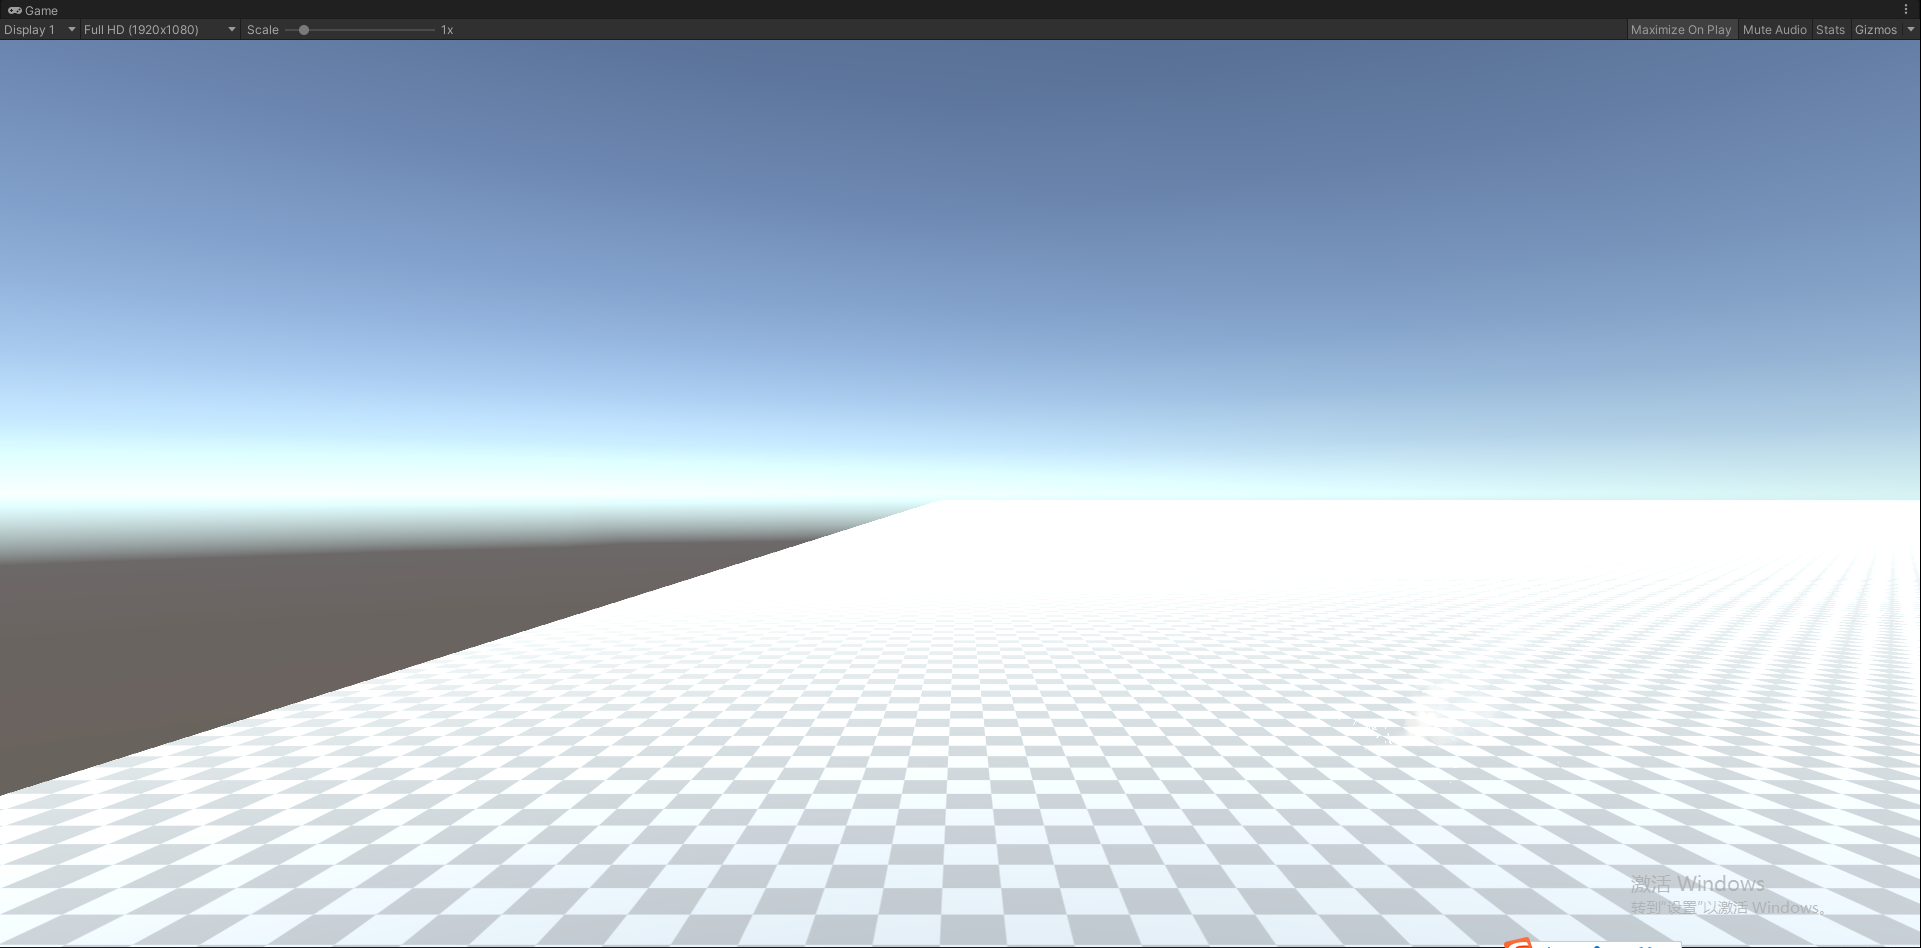 Game
Display 1 Full HD (1920x1080) Scale 1x Maximize On Play Mute Audio Stats Gizmos
激活 Windows
转到"设置"以激活 Windows。